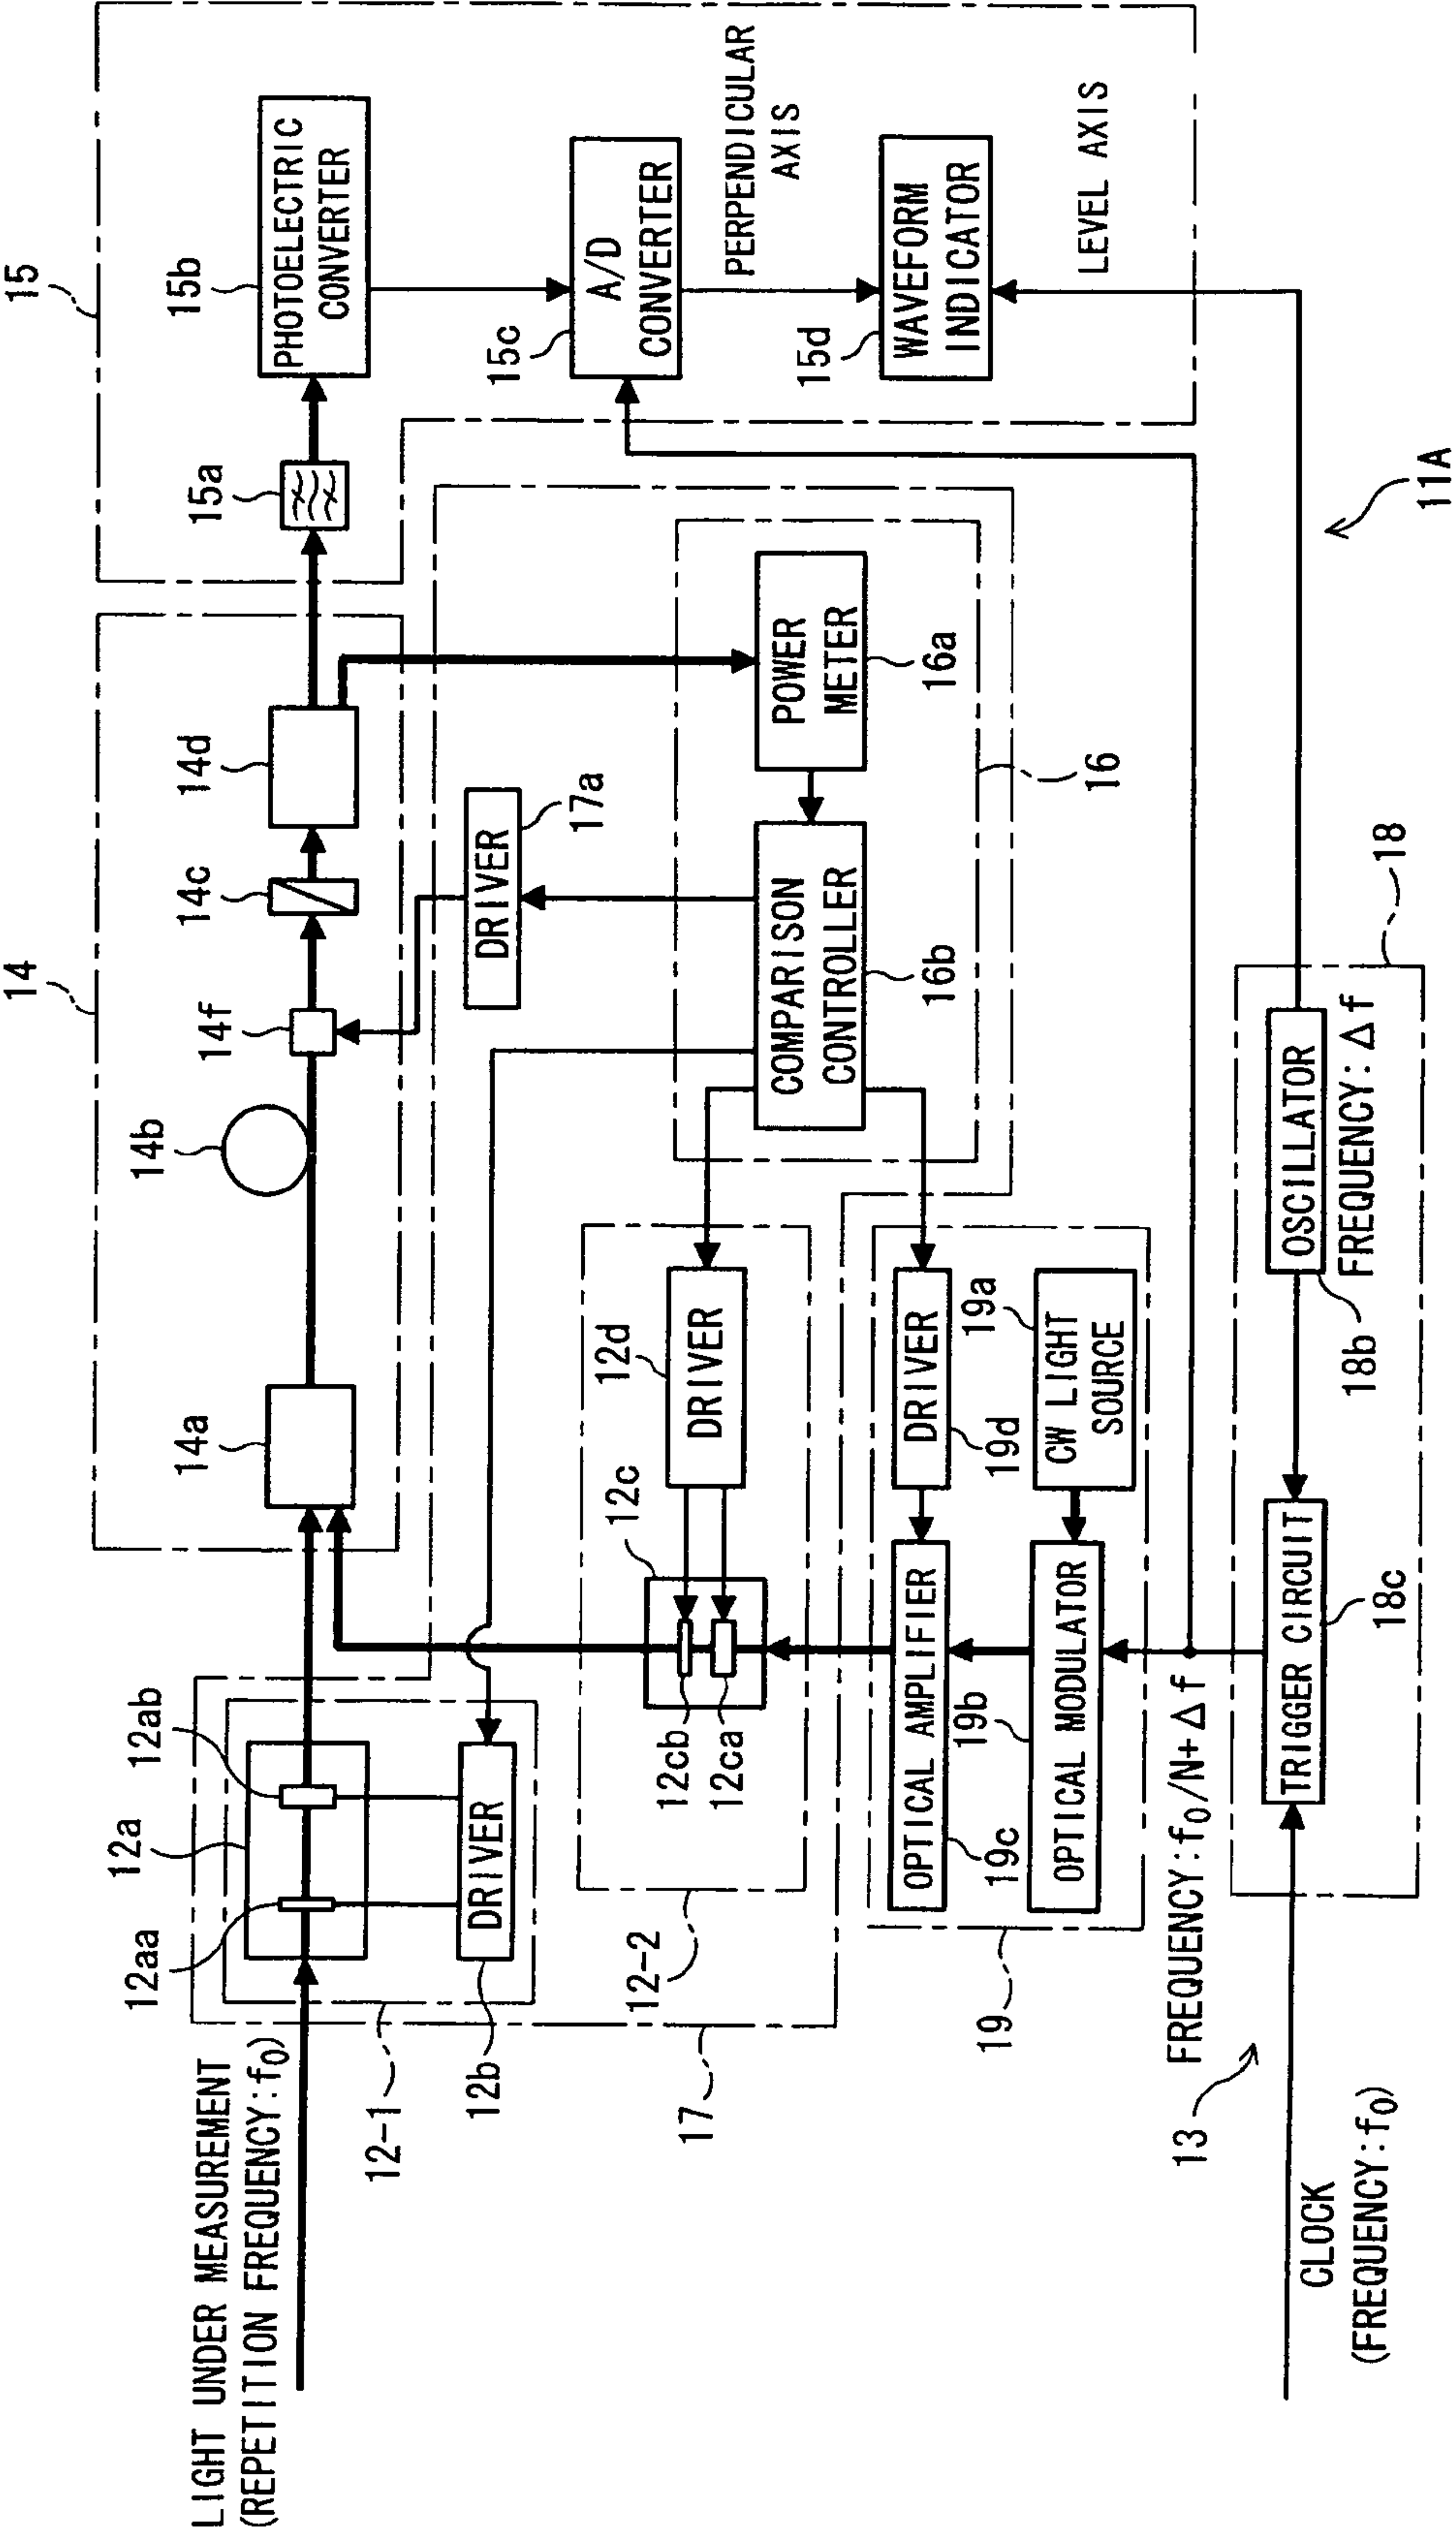 15
15b
PHOTOELECTRIC
CONVERTER
15a
15c
A/D
CONVERTER
PERPENDICULAR
AXIS
15d
WAVEFORM
INDICATOR
LEVEL AXIS
11A
14
14d
14c
14f
14b
14a
DRIVER
17a
POWER
METER
16a
16
COMPARISON
CONTROLLER
16b
12d
DRIVER
12c
12cb
12ca
12-2
DRIVER
19d
19a
CW LIGHT
SOURCE
OPTICAL AMPLIFIER
19c
19b
OPTICAL MODULATOR
19
12ab
12a
12aa
DRIVER
12b
12-1
17
LIGHT UNDER MEASUREMENT
(REPETITION FREQUENCY:f0)
18
OSCILLATOR
FREQUENCY:Δf
18b
TRIGGER CIRCUIT
18c
FREQUENCY:f0/N+Δf
13
CLOCK
(FREQUENCY:f0)